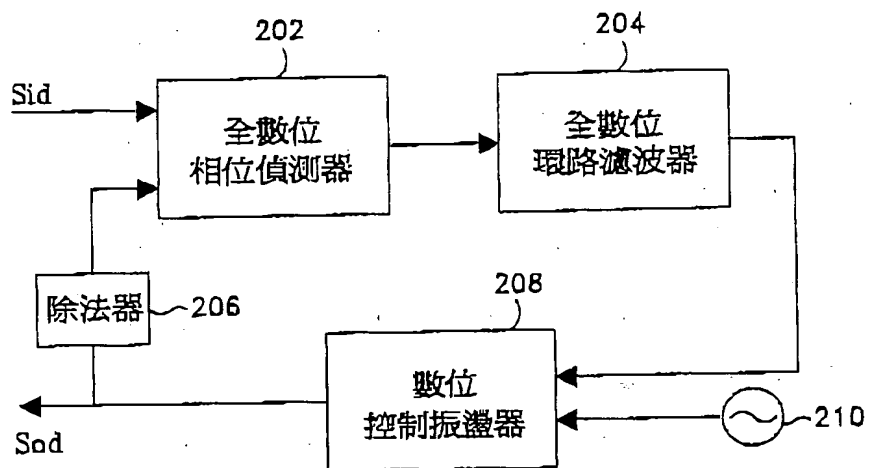 202
204
Sid
全數位
相位偵測器
全數位
環路濾波器
除法器
206
208
數位
控制振盪器
210
Sod